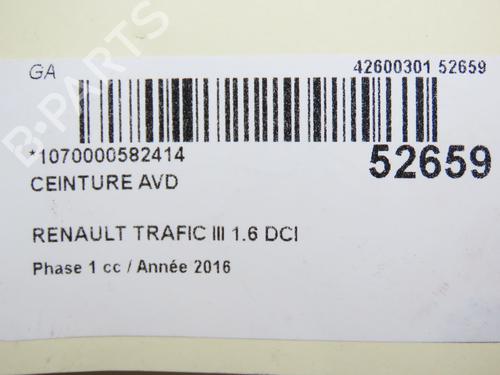 GA
42600301 52659
*1070000582414
52659
CEINTURE AVD
RENAULT TRAFIC III 1.6 DCI
Phase 1 cc / Année 2016
B-PARTS